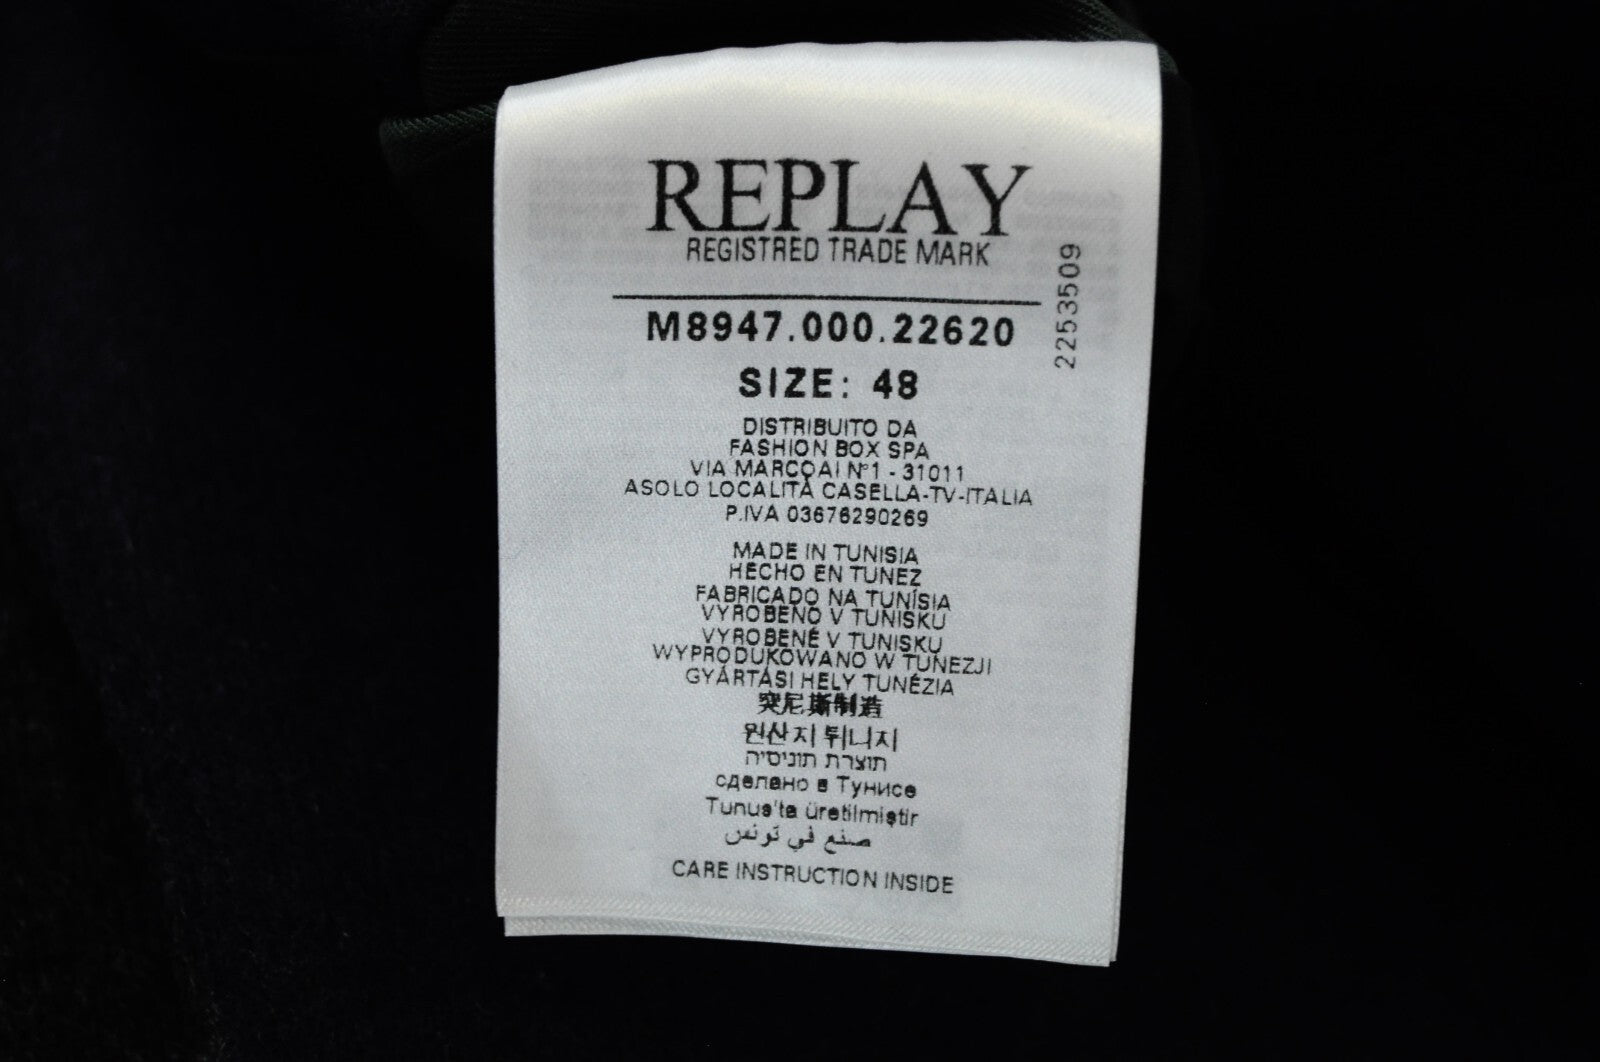 REPLAY
REGISTRED TRADE MARK
2253509
M8947.000.22620
SIZE: 48
DISTRIBUITO DA
FASHION BOX SPA
VIA MARCOAI N°1 - 31011
ASOLO LOCALITÀ CASELLA-TV-ITALIA
P.IVA 03676290269
MADE IN TUNISIA
HECHO EN TUNEZ
FABRICADO NA TUNÍSIA
VYROBENO V TUNISKU
VYROBENÉ V TUNISKU
WYPRODUKOWANO W TUNEZJI
GYÁRTÁSI HELY TUNÉZIA
突尼斯制造
원산지 튀니지
תוצרת תוניסיה
сделано в Тунисе
Tunus'ta üretilmiştir
صنع في تونس
CARE INSTRUCTION INSIDE